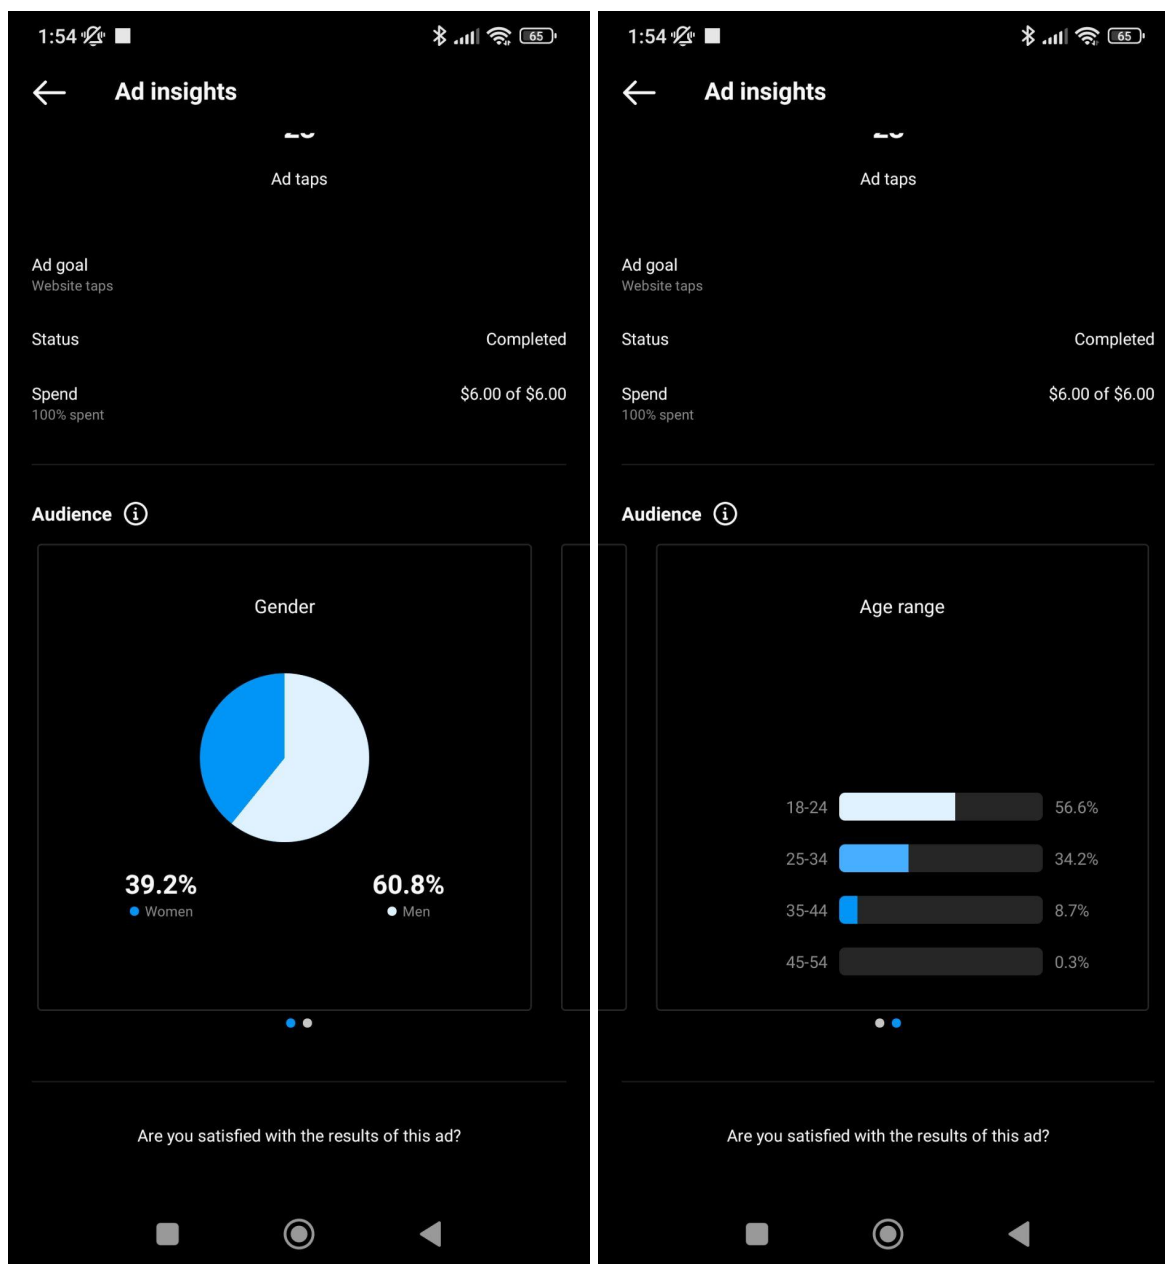 1:54
65
Ad insights
Ad taps
Ad goal
Website taps
Status
Completed
Spend
$6.00 of $6.00
100% spent
Audience
Gender
39.2%
60.8%
Women
Men
Are you satisfied with the results of this ad?
1:54
65
Ad insights
Ad taps
Ad goal
Website taps
Status
Completed
Spend
$6.00 of $6.00
100% spent
Audience
Age range
18-24
56.6%
25-34
34.2%
35-44
8.7%
45-54
0.3%
Are you satisfied with the results of this ad?